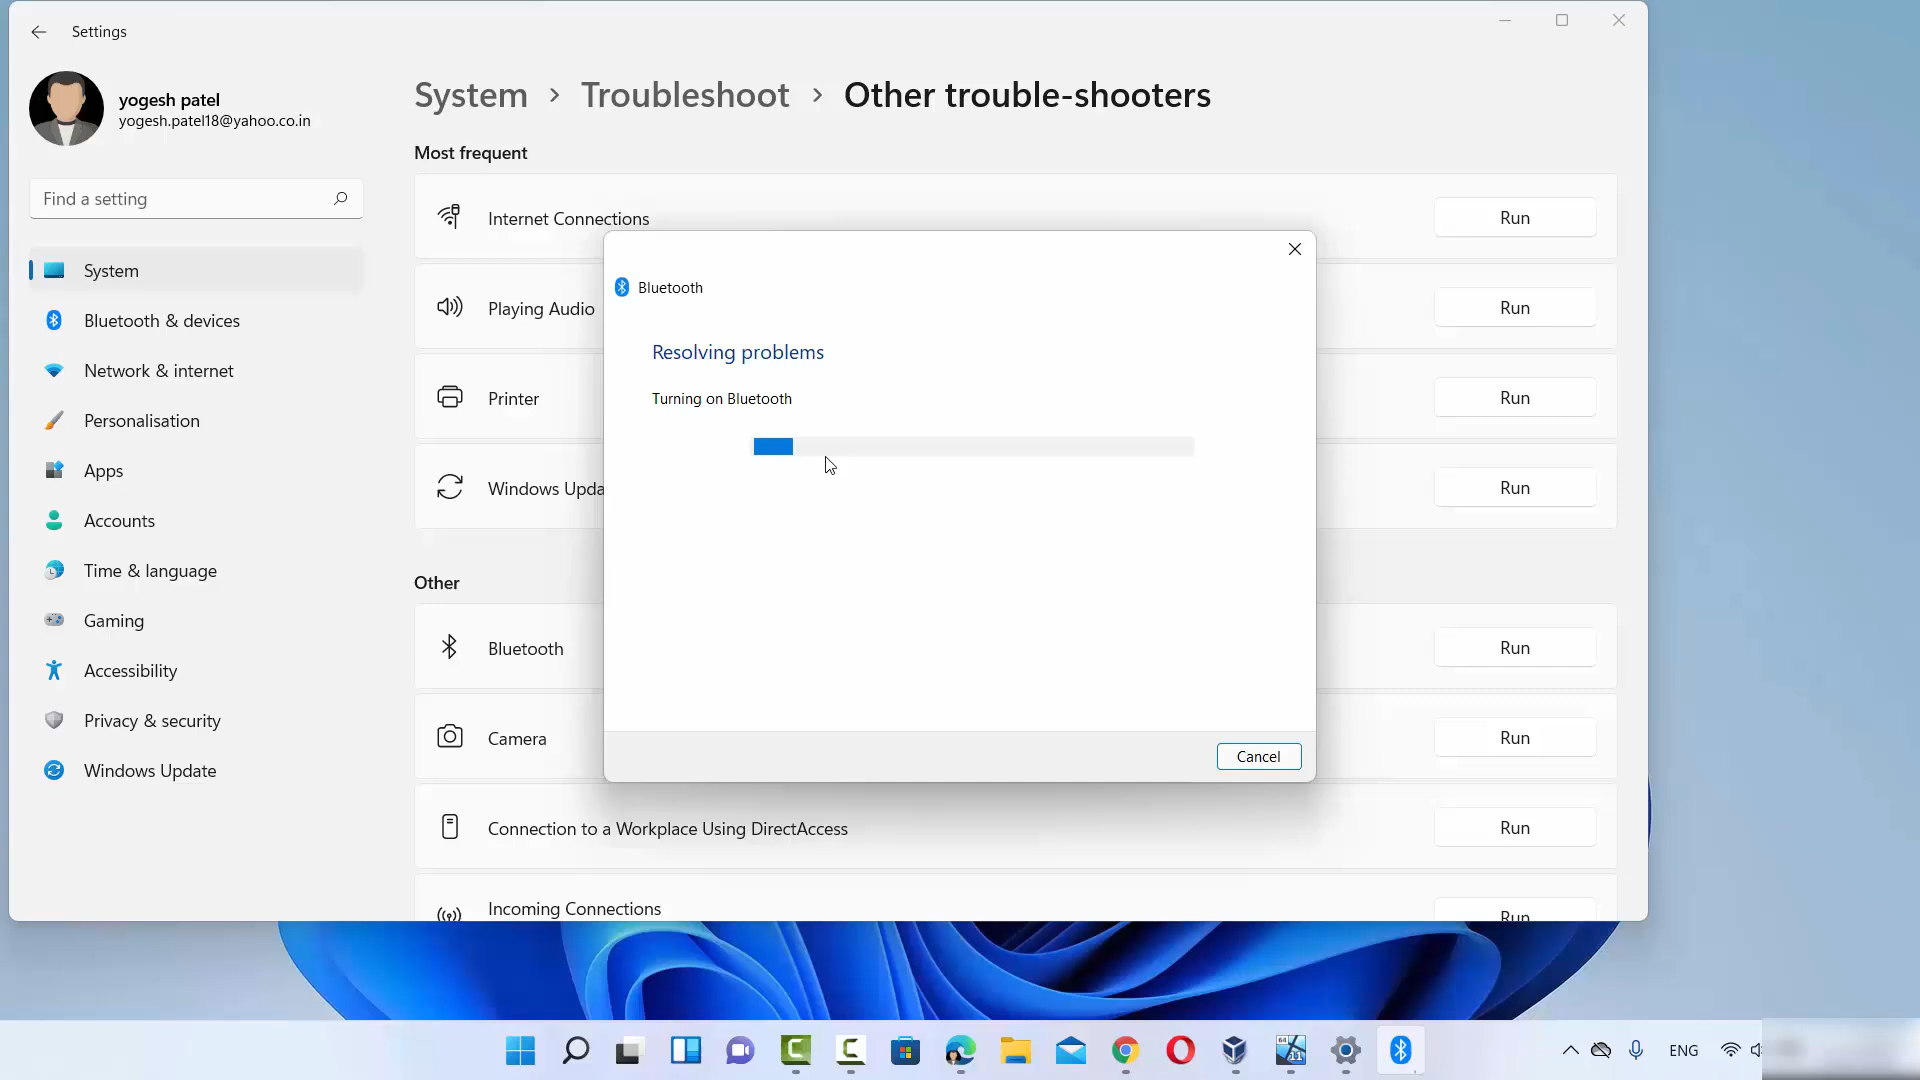 Settings
yogesh patel
yogesh.patel18@yahoo.co.in
Find a setting
System
Bluetooth & devices
Network & internet
Personalisation
Apps
Accounts
Time & language
Gaming
Accessibility
Privacy & security
Windows Update
System > Troubleshoot > Other trouble-shooters
Most frequent
Internet Connections Run
Playing Audio Run
Printer Run
Windows Upda Run
Bluetooth
Resolving problems
Turning on Bluetooth
Cancel
Other
Bluetooth Run
Camera Run
Connection to a Workplace Using DirectAccess Run
Incoming Connections Run
64
11
ENG